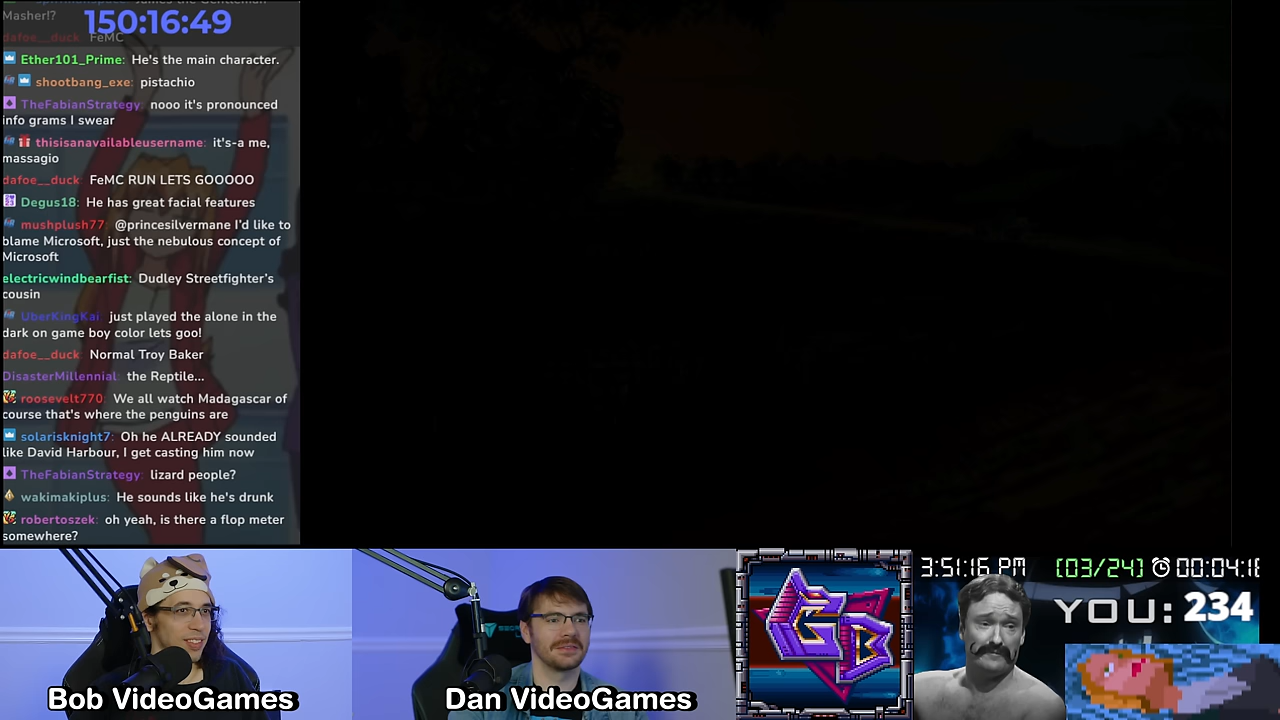 Masher!?
150:16:49
dafoe__duck: FeMC
Ether101_Prime: He's the main character.
shootbang_exe: pistachio
TheFabianStrategy: nooo it's pronounced
info grams I swear
thisisanavailableusername: it's-a me,
massagio
dafoe__duck: FeMC RUN LETS GOOOOO
Degus18: He has great facial features
mushplush77: @princesilvermane I'd like to
blame Microsoft, just the nebulous concept of
Microsoft
electricwindbearfist: Dudley Streetfighter's
cousin
UberKingKai: just played the alone in the
dark on game boy color lets goo!
dafoe__duck: Normal Troy Baker
DisasterMillennial: the Reptile...
roosevelt770: We all watch Madagascar of
course that's where the penguins are
solarisknight7: Oh he ALREADY sounded
like David Harbour, I get casting him now
TheFabianStrategy: lizard people?
wakimakiplus: He sounds like he's drunk
robertoszek: oh yeah, is there a flop meter
somewhere?
Bob VideoGames
Dan VideoGames
GB
3:51:16 PM
[03/24]
YOU: 234